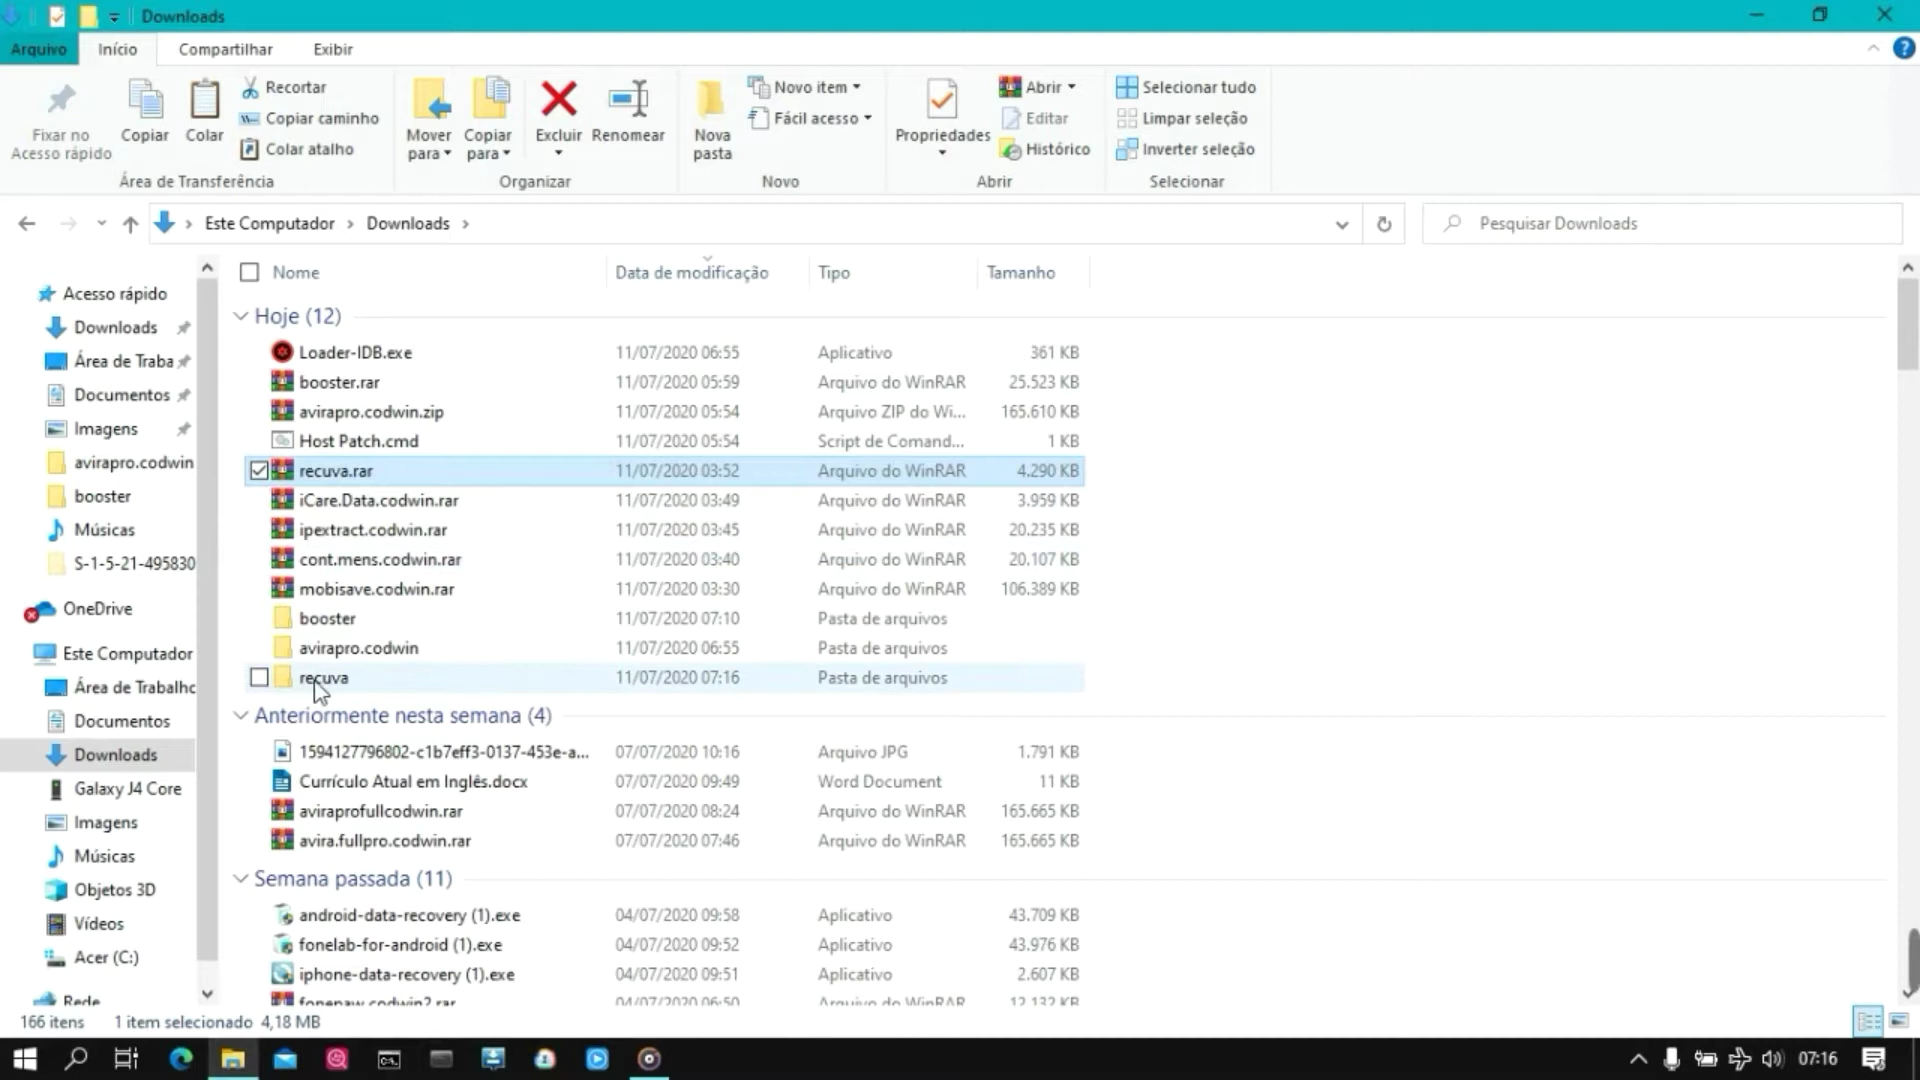 Downloads
Arquivo Início Compartilhar Exibir
Fixar no
Acesso rápido
Copiar
Colar
Recortar
Copiar caminho
Colar atalho
Área de Transferência
Mover
para
Copiar
para
Excluir
Renomear
Organizar
Nova
pasta
Novo item
Fácil acesso
Novo
Propriedades
Abrir
Editar
Histórico
Abrir
Selecionar tudo
Limpar seleção
Inverter seleção
Selecionar
Este Computador Downloads
Pesquisar Downloads
Acesso rápido
Downloads
Área de Traba
Documentos
Imagens
avirapro.codwin
booster
Músicas
S-1-5-21-495830
OneDrive
Este Computador
Área de Trabalho
Documentos
Downloads
Galaxy J4 Core
Imagens
Músicas
Objetos 3D
Vídeos
Acer (C:)
Rede
Nome Data de modificação Tipo Tamanho
Hoje (12)
Loader-IDB.exe 11/07/2020 06:55 Aplicativo 361 KB
booster.rar 11/07/2020 05:59 Arquivo do WinRAR 25.523 KB
avirapro.codwin.zip 11/07/2020 05:54 Arquivo ZIP do Wi... 165.610 KB
Host Patch.cmd 11/07/2020 05:54 Script de Comand... 1 KB
recuva.rar 11/07/2020 03:52 Arquivo do WinRAR 4.290 KB
iCare.Data.codwin.rar 11/07/2020 03:49 Arquivo do WinRAR 3.959 KB
ipextract.codwin.rar 11/07/2020 03:45 Arquivo do WinRAR 20.235 KB
cont.mens.codwin.rar 11/07/2020 03:40 Arquivo do WinRAR 20.107 KB
mobisave.codwin.rar 11/07/2020 03:30 Arquivo do WinRAR 106.389 KB
booster 11/07/2020 07:10 Pasta de arquivos
avirapro.codwin 11/07/2020 06:55 Pasta de arquivos
recuva 11/07/2020 07:16 Pasta de arquivos
Anteriormente nesta semana (4)
1594127796802-c1b7eff3-0137-453e-a... 07/07/2020 10:16 Arquivo JPG 1.791 KB
Currículo Atual em Inglês.docx 07/07/2020 09:49 Word Document 11 KB
aviraprofullcodwin.rar 07/07/2020 08:24 Arquivo do WinRAR 165.665 KB
avira.fullpro.codwin.rar 07/07/2020 07:46 Arquivo do WinRAR 165.665 KB
Semana passada (11)
android-data-recovery (1).exe 04/07/2020 09:58 Aplicativo 43.709 KB
fonelab-for-android (1).exe 04/07/2020 09:52 Aplicativo 43.976 KB
iphone-data-recovery (1).exe 04/07/2020 09:51 Aplicativo 2.607 KB
fonepaw.codwin2.rar 04/07/2020 06:50 Arquivo do WinRAR 12.132 KB
166 itens 1 item selecionado 4,18 MB
07:16